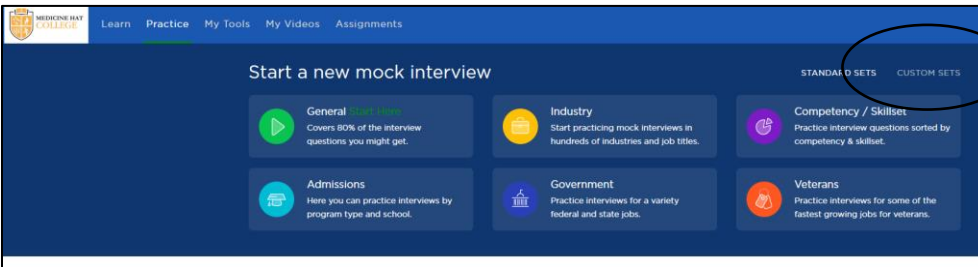 MEDICINE HAT
COLLEGE
Learn Practice My Tools My Videos Assignments
Start a new mock interview
STANDARD SETS CUSTOM SETS
General Start Here
Covers 80% of the interview
questions you might get.
Industry
Start practicing mock interviews in
hundreds of industries and job titles.
Competency / Skillset
Practice interview questions sorted by
competency & skillset.
Admissions
Here you can practice interviews by
program type and school.
Government
Practice interviews for a variety
federal and state jobs.
Veterans
Practice interviews for some of the
fastest growing jobs for veterans.